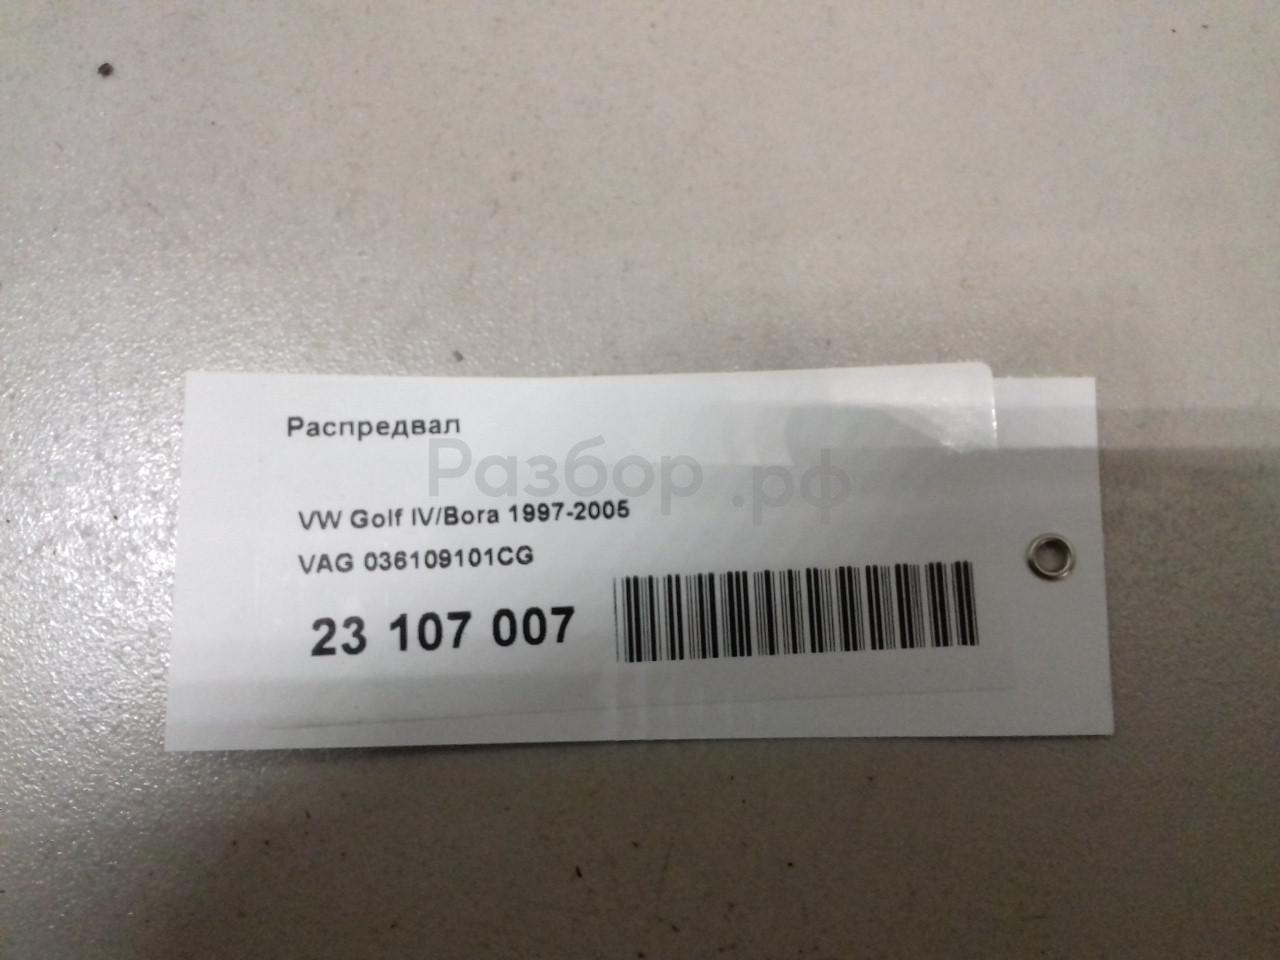 Распредвал
Разбор.рф
VW Golf IV/Bora 1997-2005
VAG 036109101CG
23 107 007